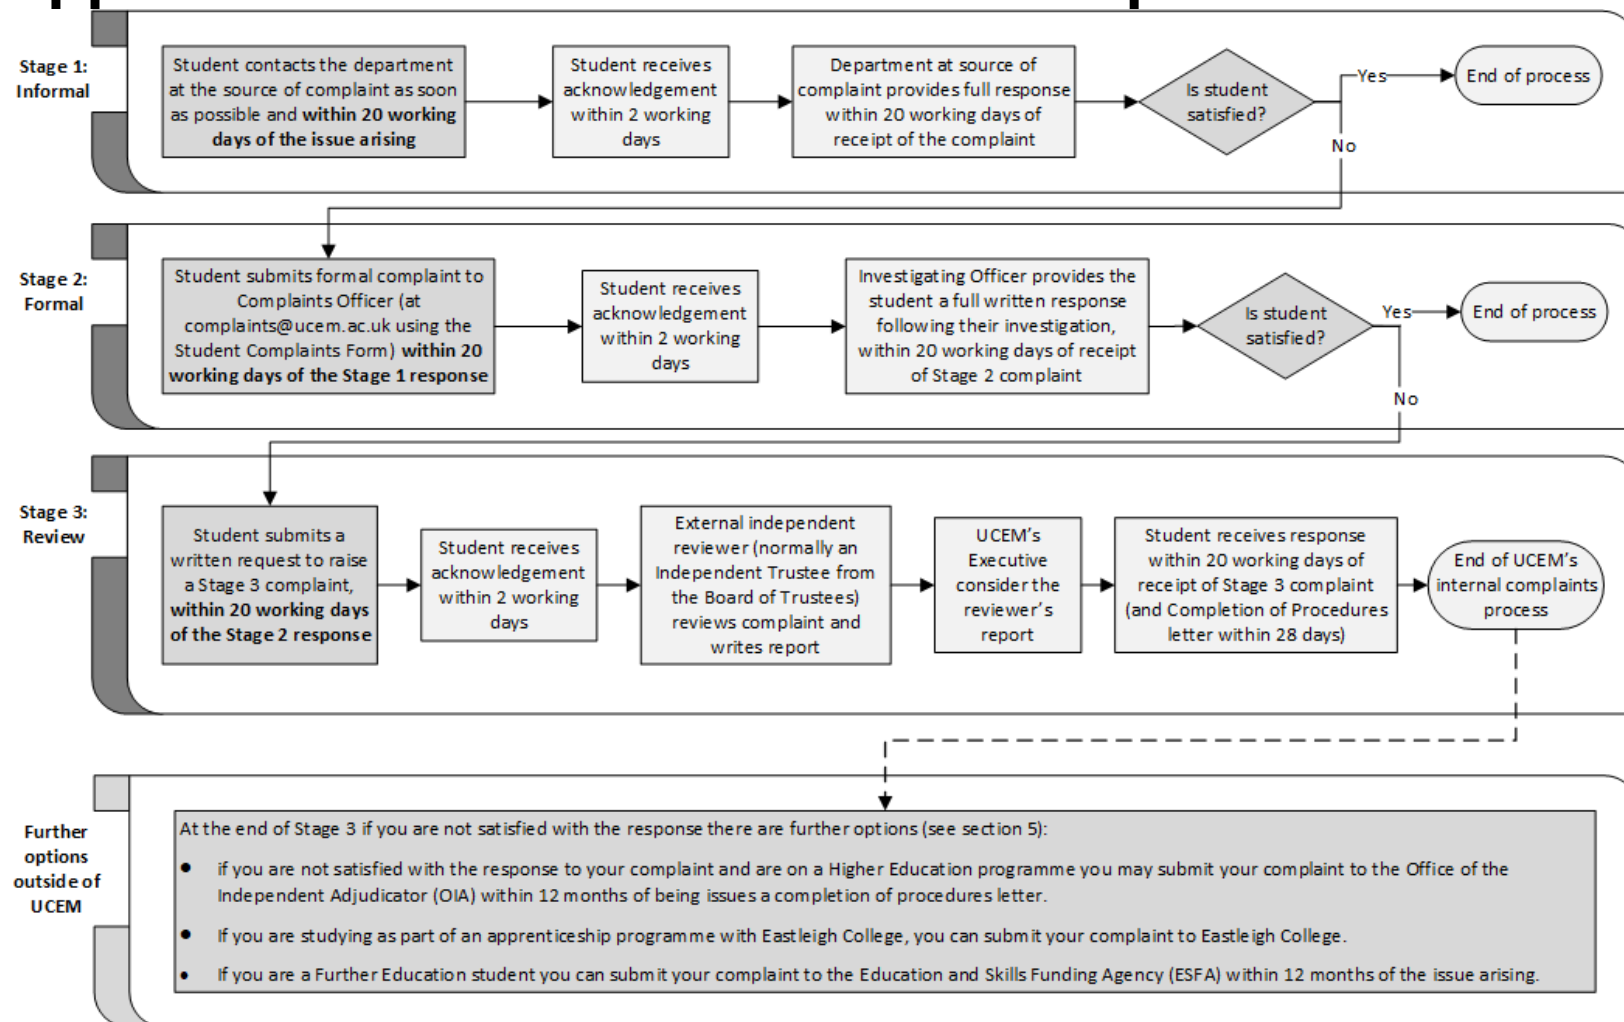 Stage 1:
Informal
Student contacts the department
at the source of complaint as soon
as possible and within 20 working
days of the issue arising
Student receives
acknowledgement
within 2 working
days
Department at source of
complaint provides full response
within 20 working days of
receipt of the complaint
Is student
satisfied?
Yes
End of process
No
Stage 2:
Formal
Student submits formal complaint to
Complaints Officer (at
complaints@ucem.ac.uk using the
Student Complaints Form) within 20
working days of the Stage 1 response
Student receives
acknowledgement
within 2 working
days
Investigating Officer provides the
student a full written response
following their investigation,
within 20 working days of receipt
of Stage 2 complaint
Is student
satisfied?
Yes
End of process
No
Stage 3:
Review
Student submits a
written request to raise
a Stage 3 complaint,
within 20 working days
of the Stage 2 response
Student receives
acknowledgement
within 2 working
days
External independent
reviewer (normally an
Independent Trustee from
the Board of Trustees)
reviews complaint and
writes report
UCEM's
Executive
consider the
reviewer's
report
Student receives response
within 20 working days of
receipt of Stage 3 complaint
(and Completion of Procedures
letter within 28 days)
End of UCEM's
internal complaints
process
Further
options
outside of
UCEM
At the end of Stage 3 if you are not satisfied with the response there are further options (see section 5):
• if you are not satisfied with the response to your complaint and are on a Higher Education programme you may submit your complaint to the Office of the
Independent Adjudicator (OIA) within 12 months of being issues a completion of procedures letter.
• If you are studying as part of an apprenticeship programme with Eastleigh College, you can submit your complaint to Eastleigh College.
• If you are a Further Education student you can submit your complaint to the Education and Skills Funding Agency (ESFA) within 12 months of the issue arising.